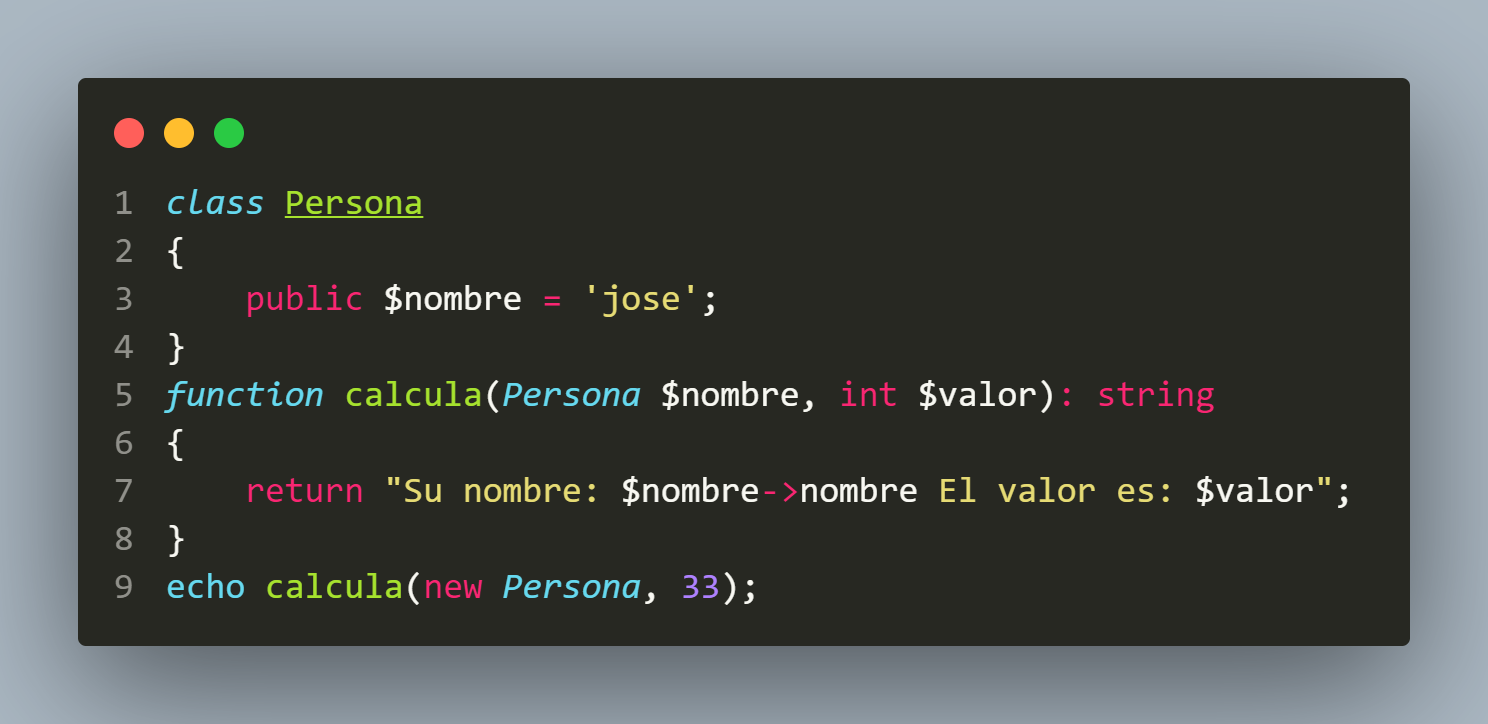 1 class Persona
2 {
3     public $nombre = 'jose';
4 }
5 function calcula(Persona $nombre, int $valor): string
6 {
7     return "Su nombre: $nombre->nombre El valor es: $valor";
8 }
9 echo calcula(new Persona, 33);